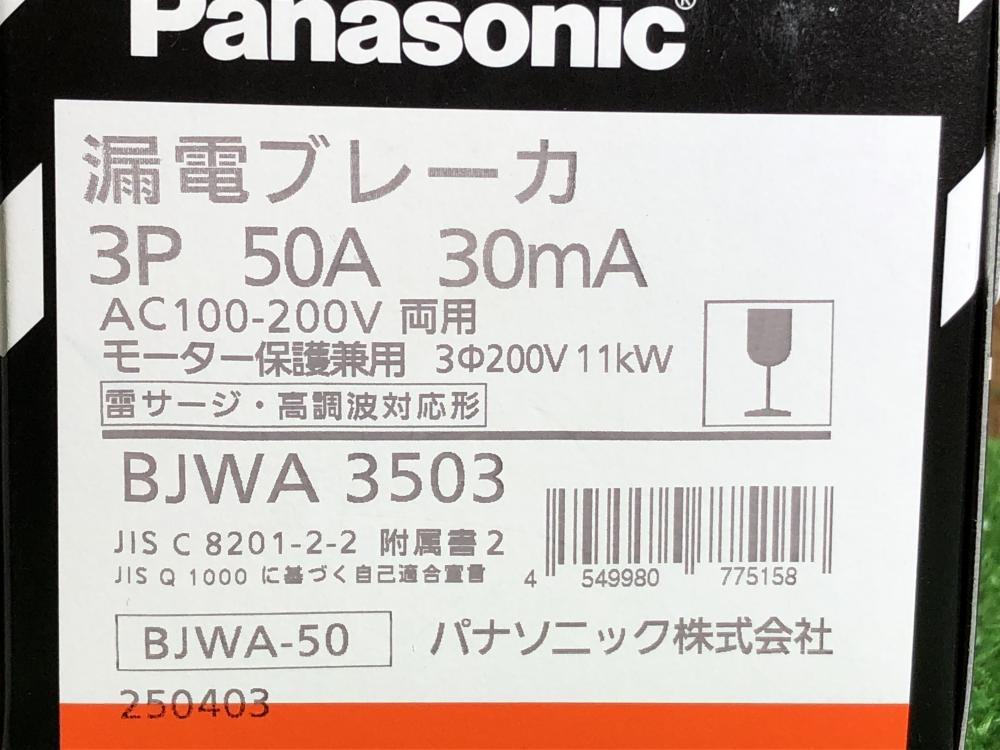 Panasonic®
漏電ブレーカ
3P 50A 30mA
AC100-200V 両用
モーター保護兼用 3Φ200V 11kW
雷サージ・高調波対応形
BJWA 3503
JIS C 8201-2-2 附属書2
JIS Q 1000 に基づく自己適合宣言
4 549980 775158
BJWA-50
パナソニック株式会社
250403